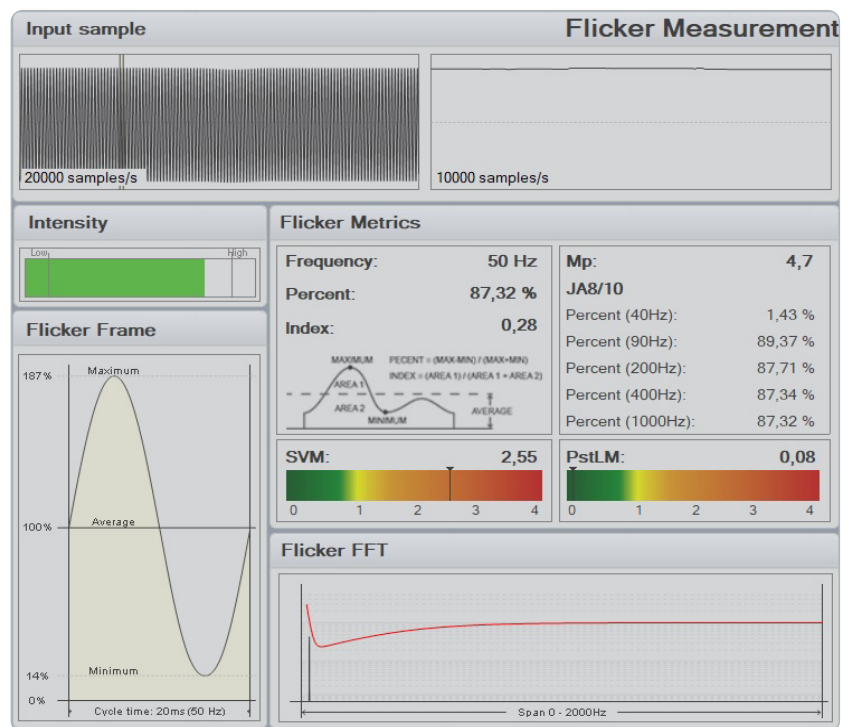 Input sample
Flicker Measurement
20000 samples/s
10000 samples/s
Intensity
Low
High
Flicker Frame
187%
Maximum
100%
Average
14%
Minimum
0%
Cycle time: 20ms (50 Hz)
Flicker Metrics
Frequency: 50 Hz
Percent: 87,32 %
Index: 0,28
MAXIMUM
PECENT = (MAX-MIN) / (MAX+MIN)
INDEX = (AREA 1) / (AREA 1 + AREA 2)
AREA 1
AREA 2
MINIMUM
AVERAGE
Mp: 4,7
JA8/10
Percent (40Hz): 1,43 %
Percent (90Hz): 89,37 %
Percent (200Hz): 87,71 %
Percent (400Hz): 87,34 %
Percent (1000Hz): 87,32 %
SVM: 2,55
0 1 2 3 4
PstLM: 0,08
0 1 2 3 4
Flicker FFT
Span 0 - 2000Hz